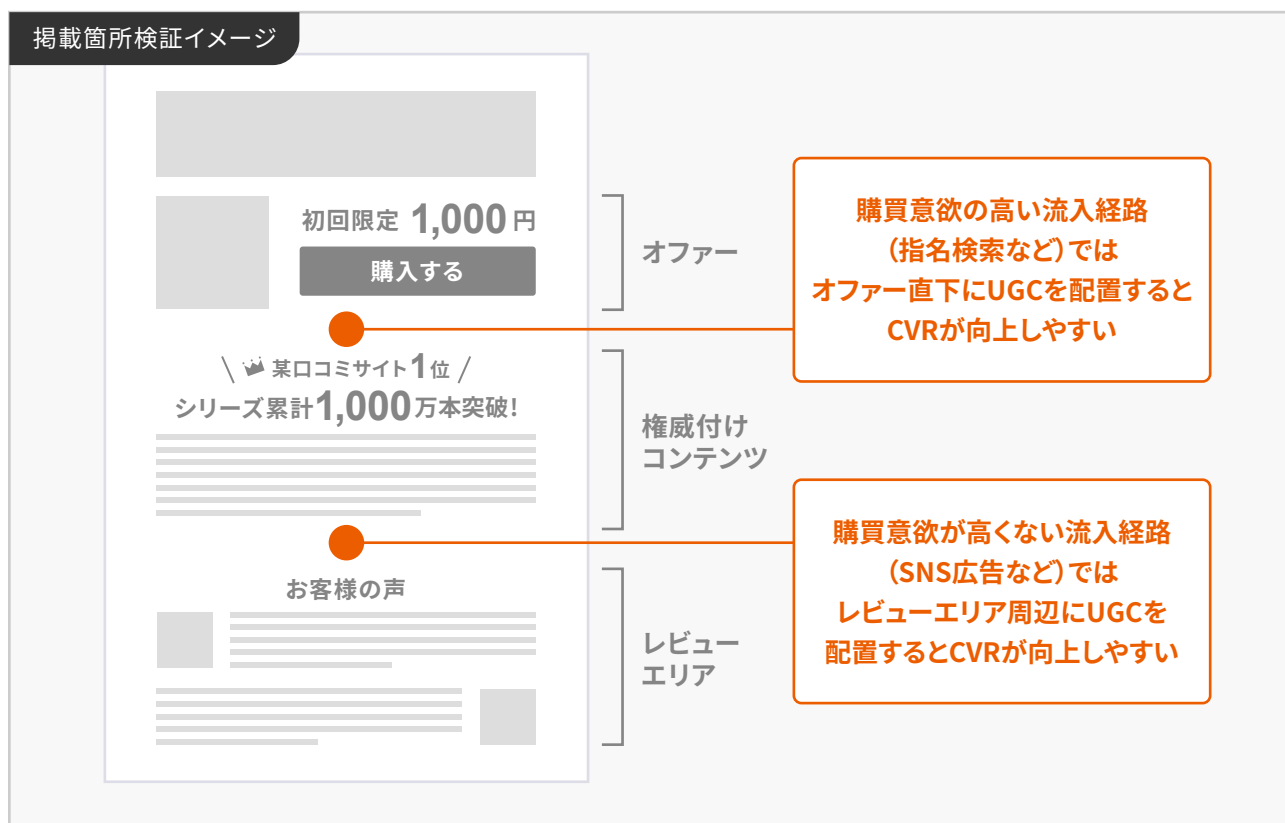 掲載箇所検証イメージ
初回限定 1,000 円
購入する
オファー
購買意欲の高い流入経路
（指名検索など）では
オファー直下にUGCを配置すると
CVRが向上しやすい
某口コミサイト1位
シリーズ累計1,000万本突破！
権威付け
コンテンツ
購買意欲が高くない流入経路
（SNS広告など）では
レビューエリア周辺にUGCを
配置するとCVRが向上しやすい
お客様の声
レビュー
エリア